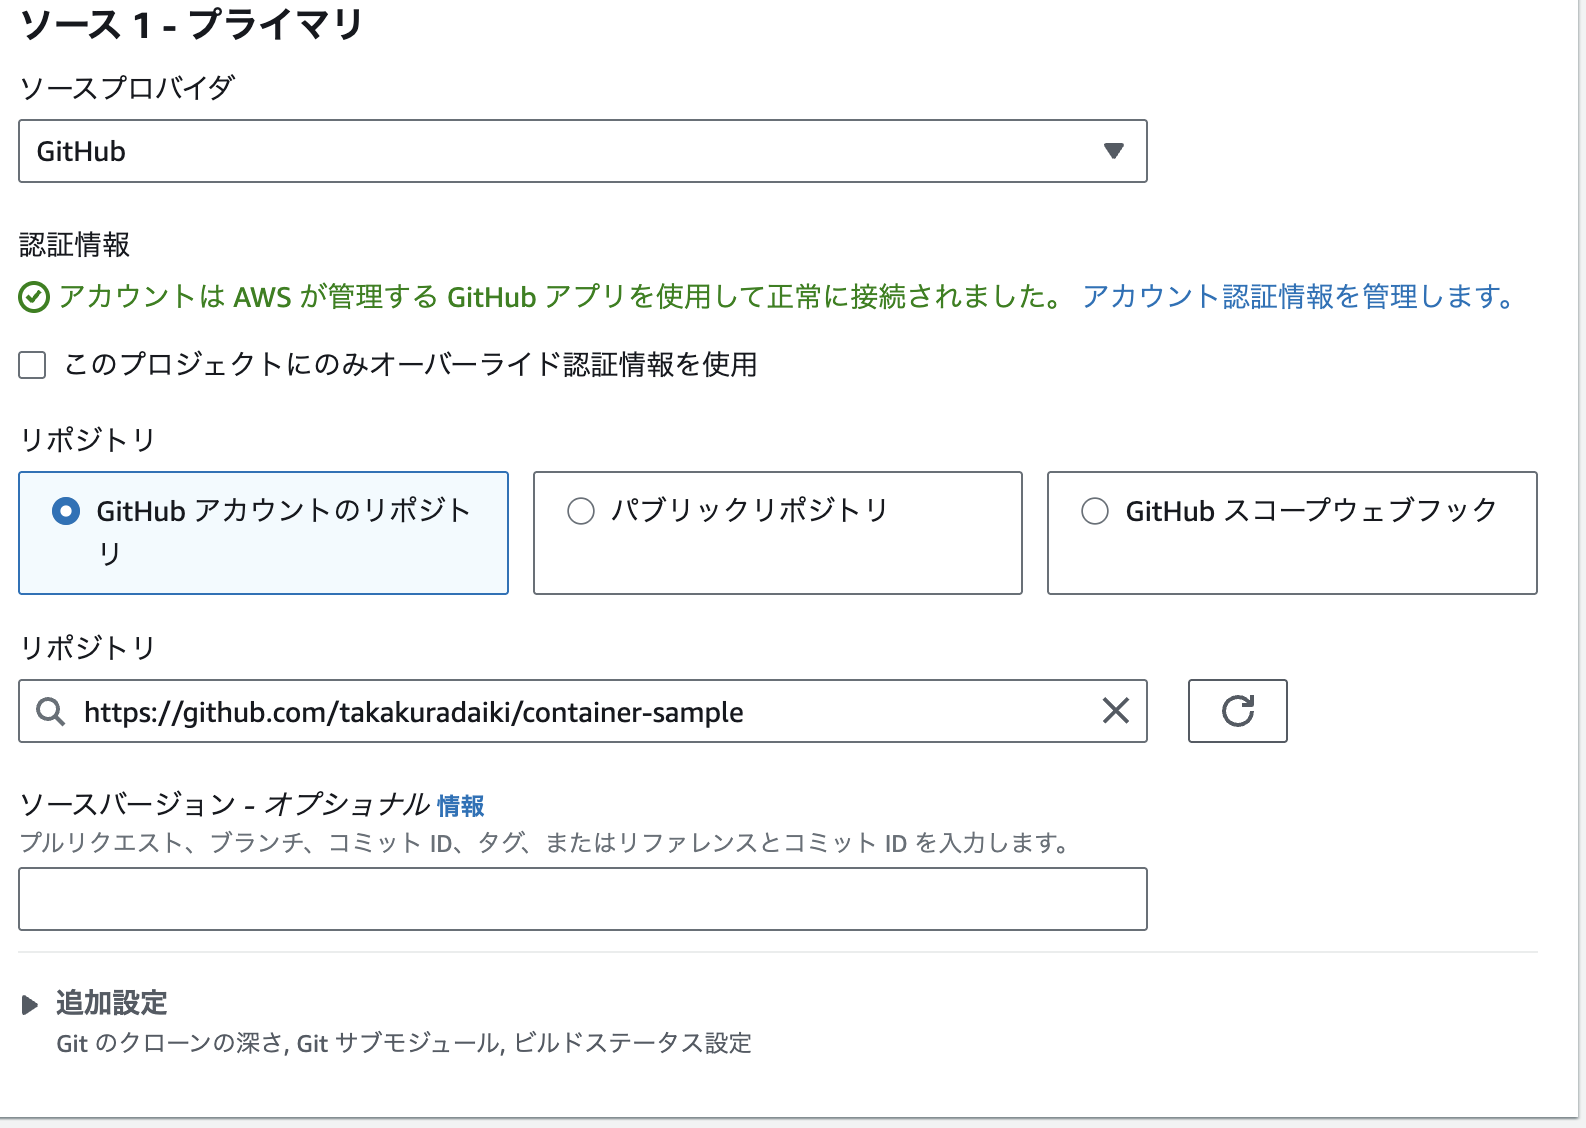 ソース 1 - プライマリ
ソースプロバイダ
GitHub
認証情報
アカウントは AWS が管理する GitHub アプリを使用して正常に接続されました。 アカウント認証情報を管理します。
このプロジェクトにのみオーバーライド認証情報を使用
リポジトリ
GitHub アカウントのリポジト
リ
パブリックリポジトリ
GitHub スコープウェブフック
リポジトリ
https://github.com/takakuradaiki/container-sample
ソースバージョン - オプショナル 情報
プルリクエスト、ブランチ、コミット ID、タグ、またはリファレンスとコミット ID を入力します。
追加設定
Git のクローンの深さ, Git サブモジュール, ビルドステータス設定